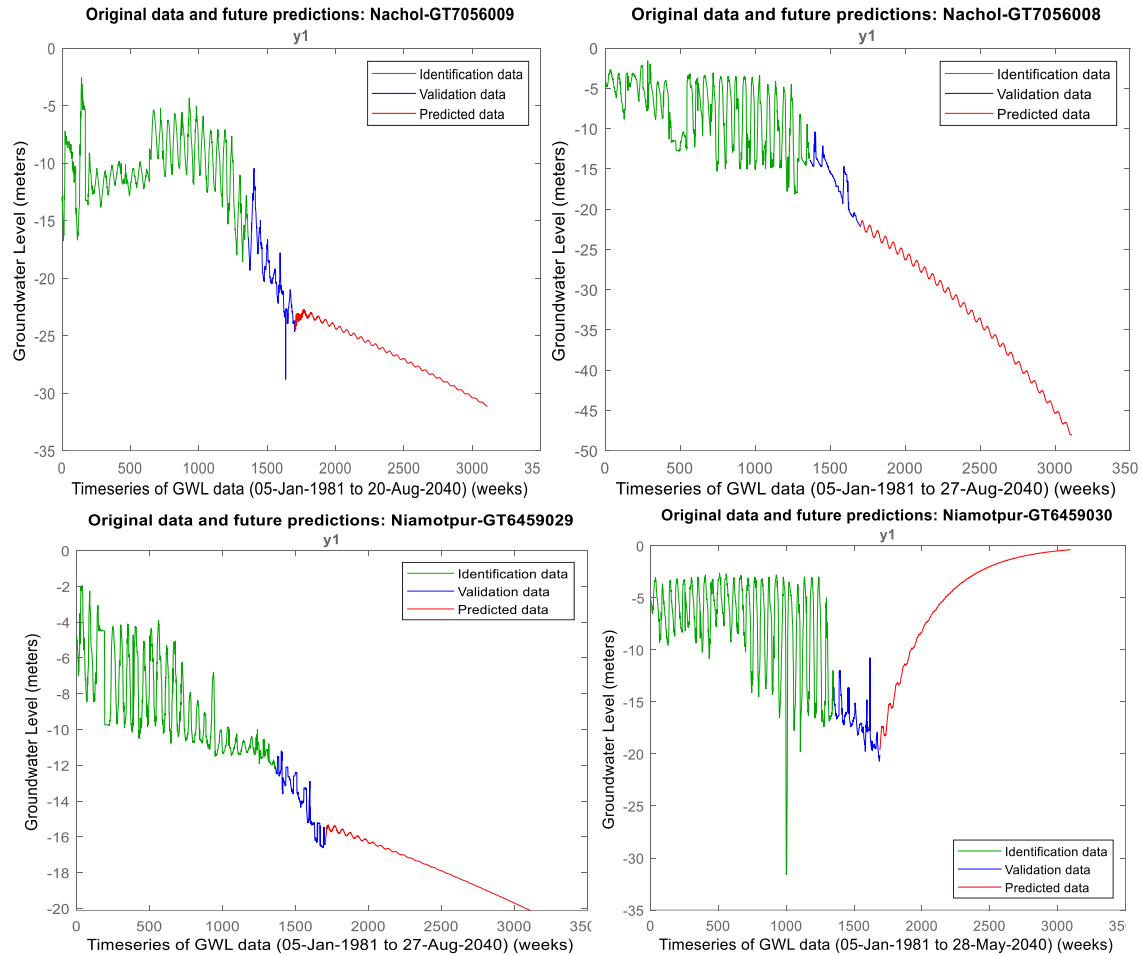 Original data and future predictions: Nachol-GT7056009
y1
0
-5
-10
-15
-20
-25
-30
-35
Groundwater Level (meters)
Identification data
Validation data
Predicted data
0 500 1000 1500 2000 2500 3000 350
Timeseries of GWL data (05-Jan-1981 to 20-Aug-2040) (weeks)
Original data and future predictions: Nachol-GT7056008
y1
0
-5
-10
-15
-20
-25
-30
-35
-40
-45
-50
Groundwater Level (meters)
Identification data
Validation data
Predicted data
0 500 1000 1500 2000 2500 3000 350
Timeseries of GWL data (05-Jan-1981 to 27-Aug-2040) (weeks)
Original data and future predictions: Niamotpur-GT6459029
y1
0
-2
-4
-6
-8
-10
-12
-14
-16
-18
-20
Groundwater Level (meters)
Identification data
Validation data
Predicted data
0 500 1000 1500 2000 2500 3000 350
Timeseries of GWL data (05-Jan-1981 to 27-Aug-2040) (weeks)
Original data and future predictions: Niamotpur-GT6459030
y1
0
-5
-10
-15
-20
-25
-30
-35
Groundwater Level (meters)
Identification data
Validation data
Predicted data
0 500 1000 1500 2000 2500 3000 350
Timeseries of GWL data (05-Jan-1981 to 28-May-2040) (weeks)